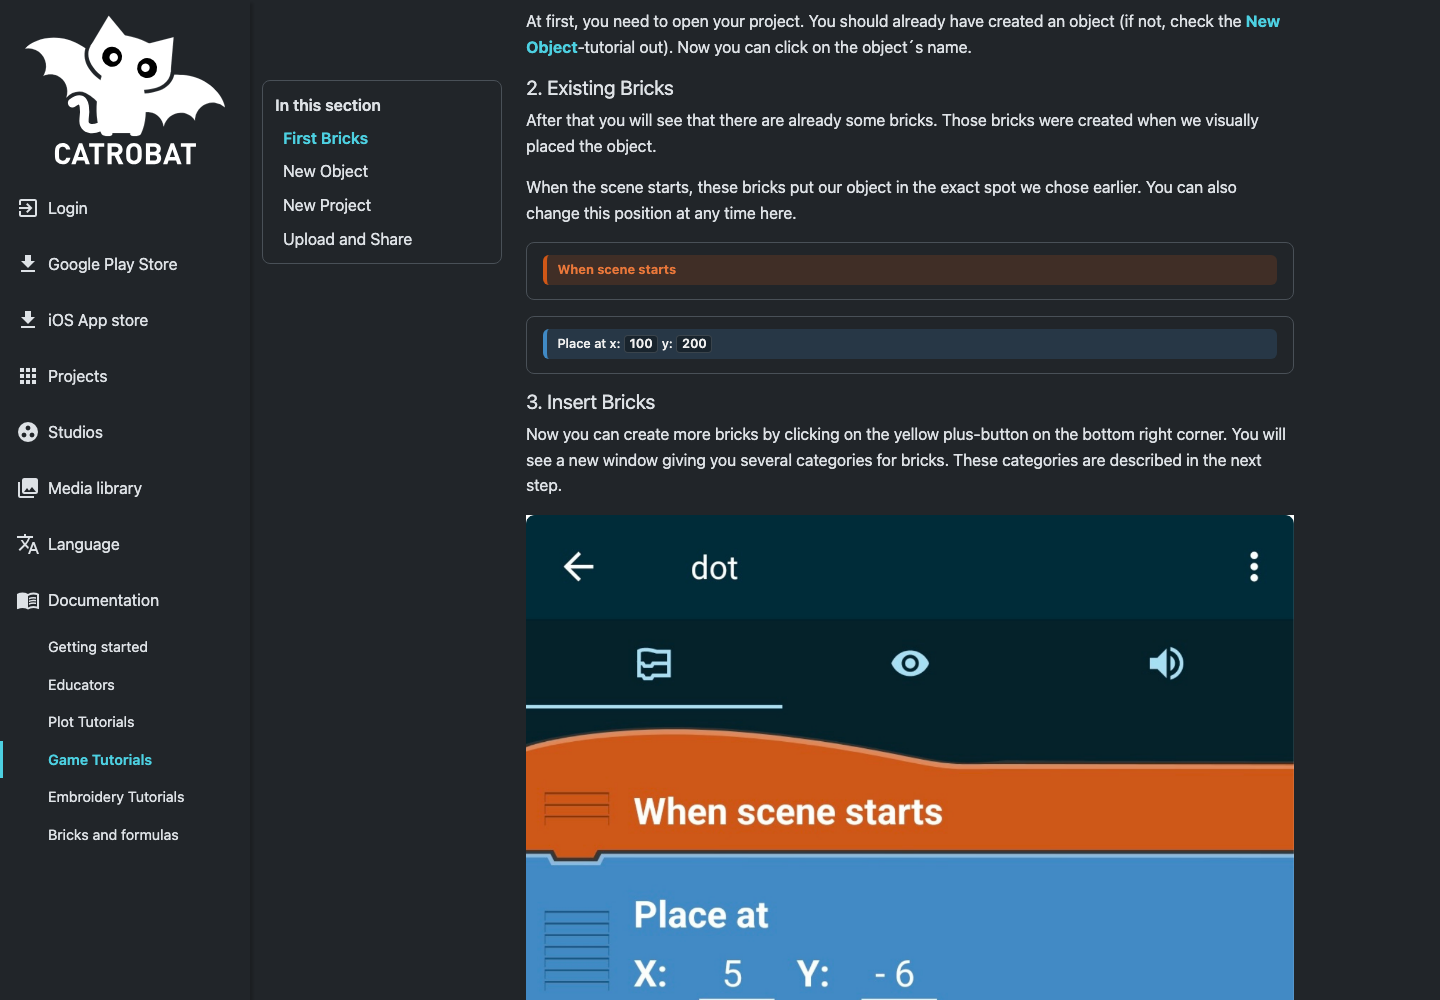 CATROBAT
Login
Google Play Store
iOS App store
Projects
Studios
Media library
Language
Documentation
Getting started
Educators
Plot Tutorials
Game Tutorials
Embroidery Tutorials
Bricks and formulas
In this section
First Bricks
New Object
New Project
Upload and Share
At first, you need to open your project. You should already have created an object (if not, check the New
Object-tutorial out). Now you can click on the object´s name.
2. Existing Bricks
After that you will see that there are already some bricks. Those bricks were created when we visually
placed the object.
When the scene starts, these bricks put our object in the exact spot we chose earlier. You can also
change this position at any time here.
When scene starts
Place at x: 100 y: 200
3. Insert Bricks
Now you can create more bricks by clicking on the yellow plus-button on the bottom right corner. You will
see a new window giving you several categories for bricks. These categories are described in the next
step.
dot
When scene starts
Place at
X: 5 Y: - 6